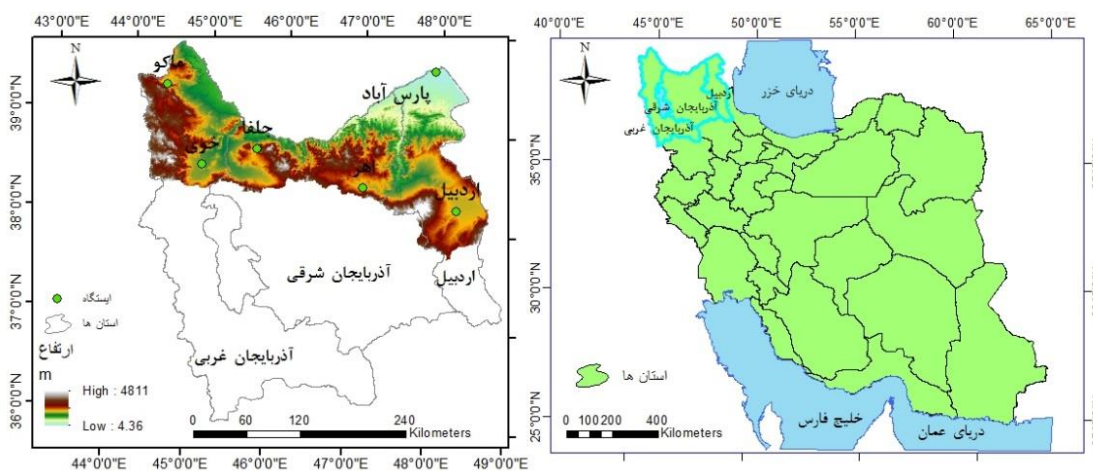 43°0'0"E 44°0'0"E 45°0'0"E 46°0'0"E 47°0'0"E 48°0'0"E
N
39°0'0"N
38°0'0"N
37°0'0"N
36°0'0"N
ماکو
پارس آباد
جلفا
خوی
اهر
اردبیل
آذربایجان شرقی
اردبیل
آذربایجان غربی
ایستگاه
استان ها
ارتفاع
m
High : 4811
Low : 4.36
0 60 120 240
Kilometers
44°0'0"E 45°0'0"E 46°0'0"E 47°0'0"E 48°0'0"E 49°0'0"E
40°0'0"E 45°0'0"E 50°0'0"E 55°0'0"E 60°0'0"E 65°0'0"E
N
35°0'0"N
30°0'0"N
25°0'0"N
دریای خزر
اردبیل
آذربایجان شرقی
آذربایجان غربی
استان ها
0 100200 400
Kilometers
خلیج فارس
دریای عمان